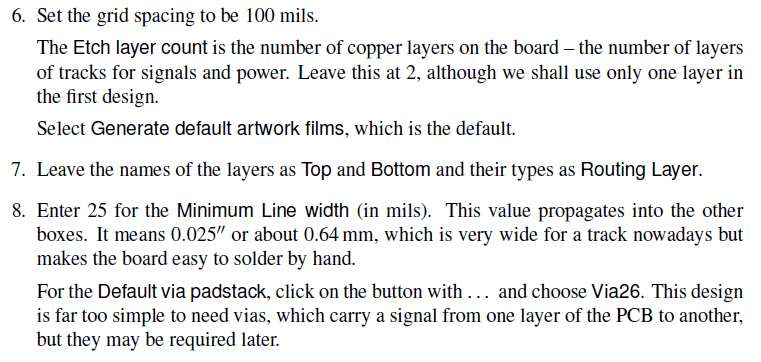 6. Set the grid spacing to be 100 mils.
The Etch layer count is the number of copper layers on the board – the number of layers
of tracks for signals and power. Leave this at 2, although we shall use only one layer in
the first design.
Select Generate default artwork films, which is the default.
7. Leave the names of the layers as Top and Bottom and their types as Routing Layer.
8. Enter 25 for the Minimum Line width (in mils). This value propagates into the other
boxes. It means 0.025″ or about 0.64 mm, which is very wide for a track nowadays but
makes the board easy to solder by hand.
For the Default via padstack, click on the button with ... and choose Via26. This design
is far too simple to need vias, which carry a signal from one layer of the PCB to another,
but they may be required later.